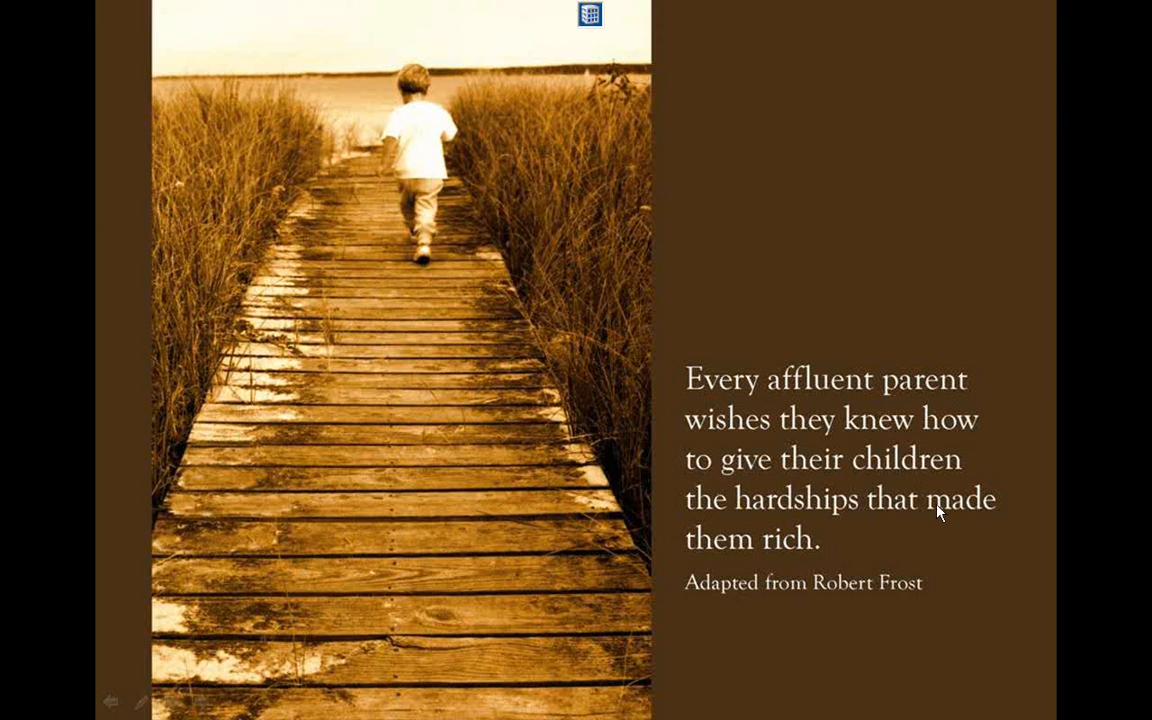 Every affluent parent
wishes they knew how
to give their children
the hardships that made
them rich.
Adapted from Robert Frost